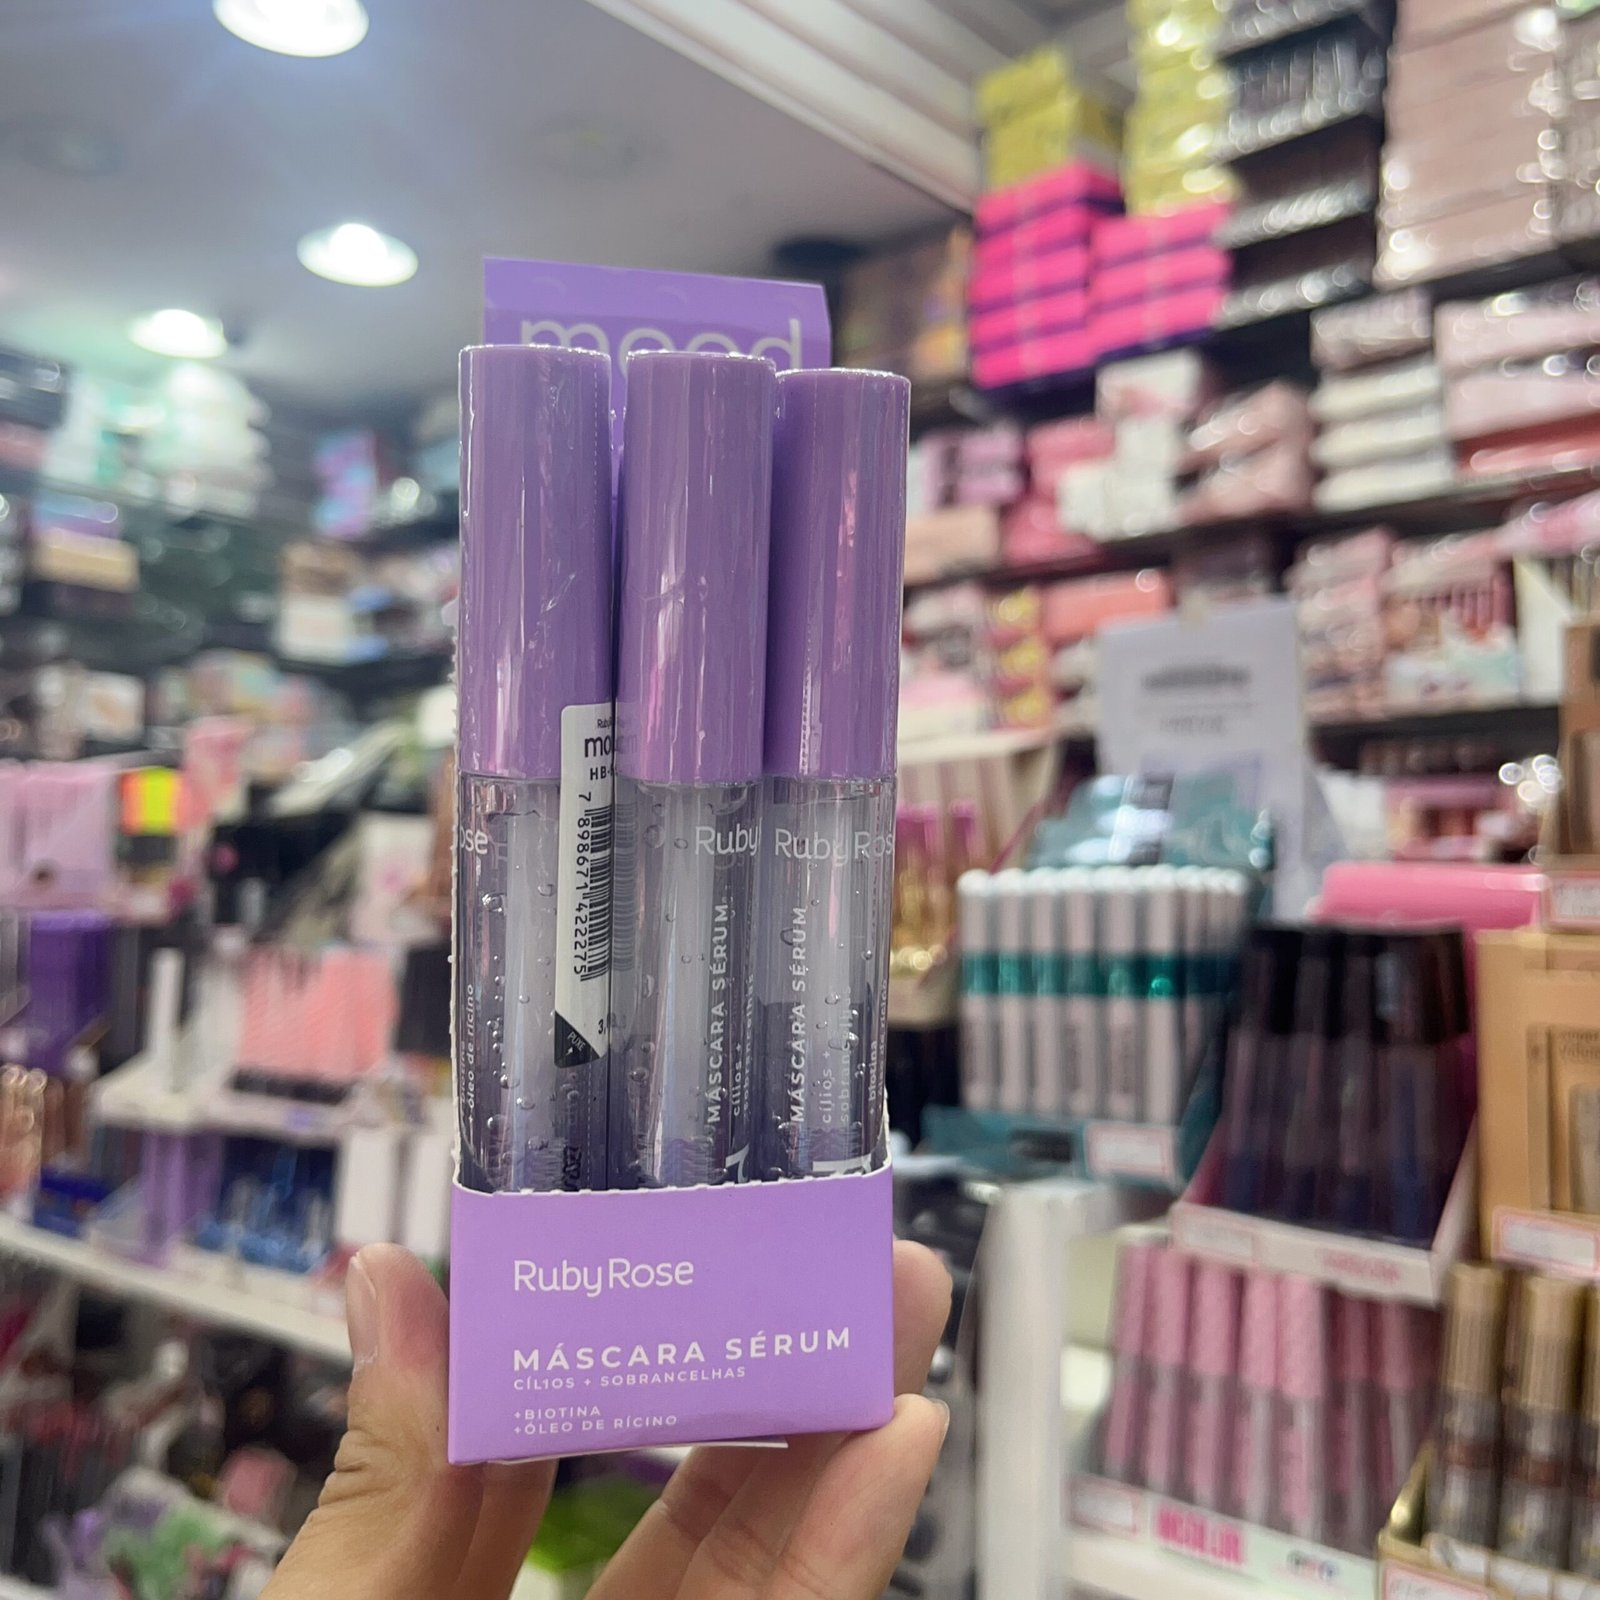 mood
7 898671 422275
PUXE
Rose
óleo de rícino
Ruby
MÁSCARA SÉRUM
cílios +
sobrancelhas
Ruby Rose
MÁSCARA SÉRUM
cílios +
+ biotina
Ruby Rose
MÁSCARA SÉRUM
CÍLIOS + SOBRANCELHAS
+BIOTINA
+ÓLEO DE RÍCINO